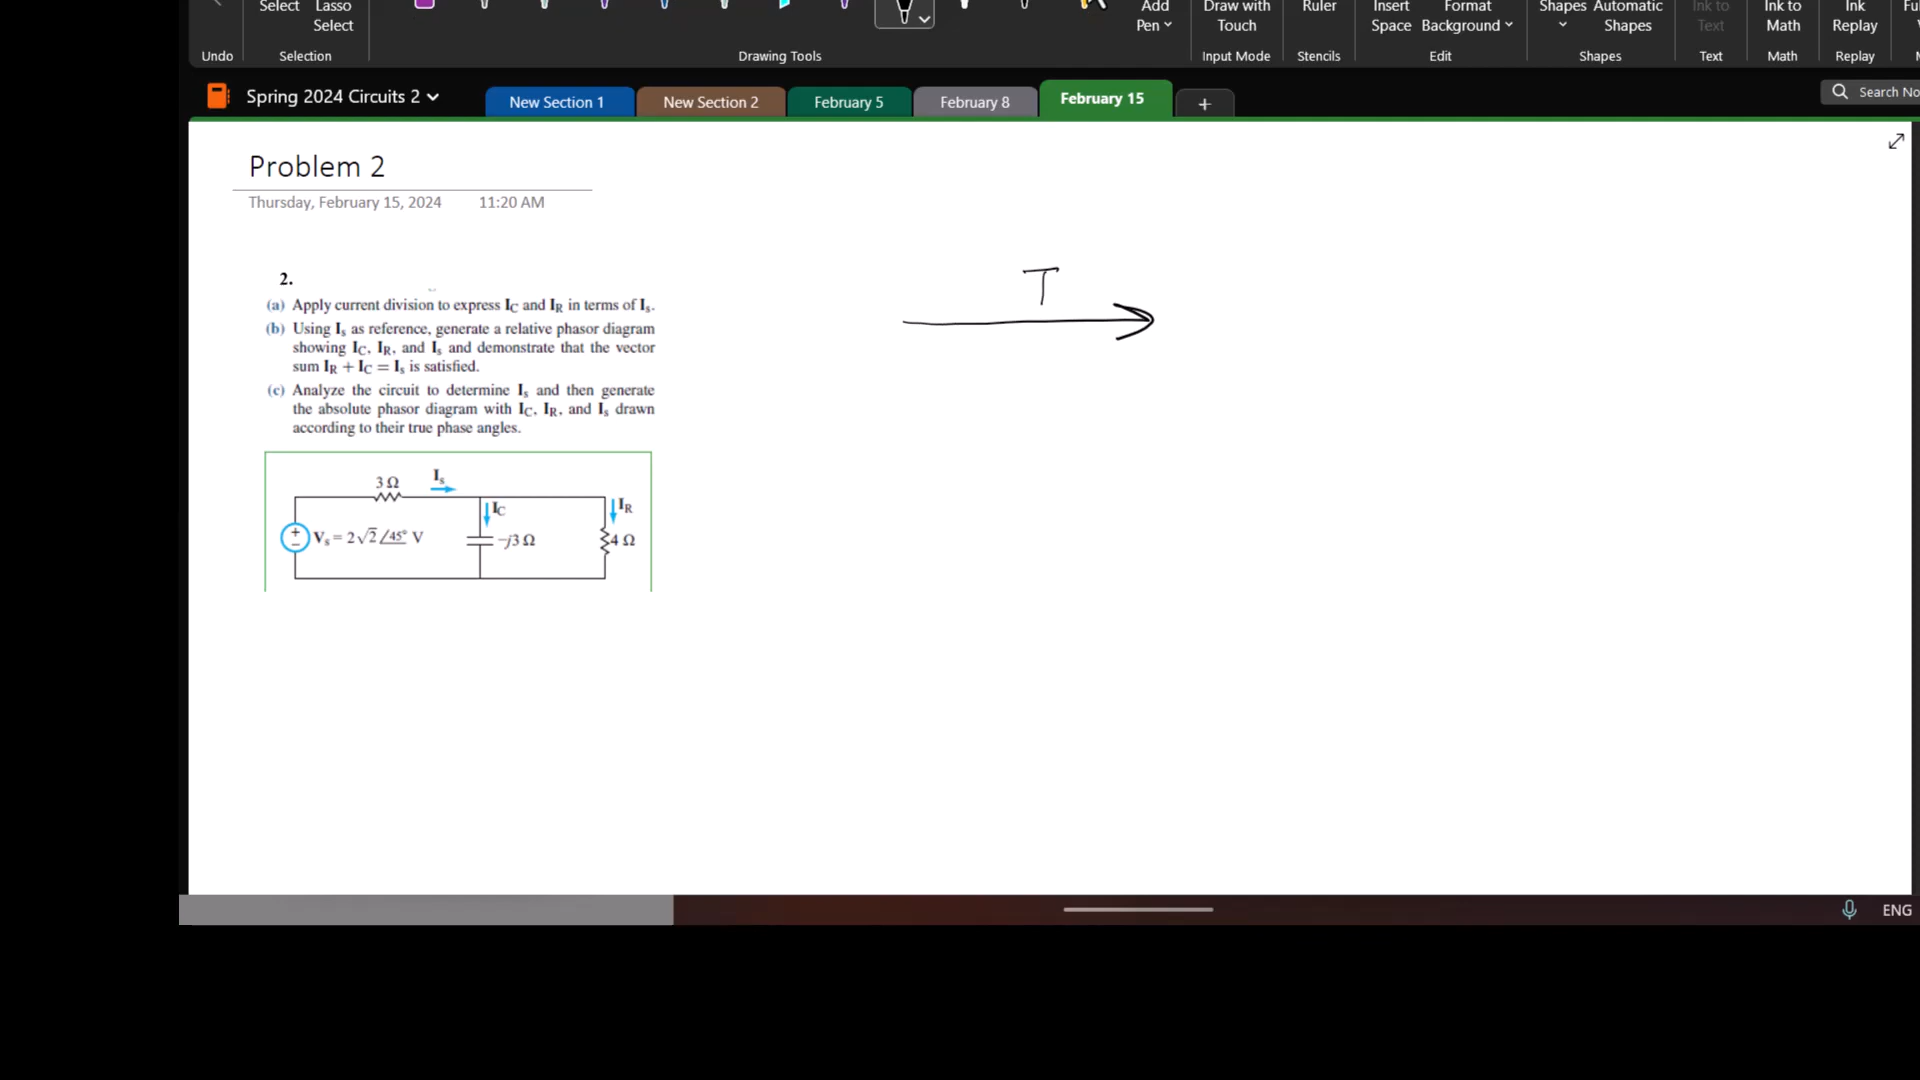 Select
Lasso
Select
Add
Pen
Draw with
Touch
Ruler
Insert
Space
Format
Background
Shapes
Automatic
Shapes
Ink to
Text
Ink to
Math
Ink
Replay
Undo
Selection
Drawing Tools
Input Mode
Stencils
Edit
Shapes
Text
Math
Replay
Spring 2024 Circuits 2
New Section 1
New Section 2
February 5
February 8
February 15
+
Search No
Problem 2
Thursday, February 15, 2024 11:20 AM
2.
(a) Apply current division to express I_C and I_R in terms of I_s.
(b) Using I_s as reference, generate a relative phasor diagram
showing I_C, I_R, and I_s and demonstrate that the vector
sum I_R + I_C = I_s is satisfied.
(c) Analyze the circuit to determine I_s and then generate
the absolute phasor diagram with I_C, I_R, and I_s drawn
according to their true phase angles.
3 Ω
I_s
I_C
I_R
+
−
V_s = 2√2∠45° V
−j3 Ω
4 Ω
ENG